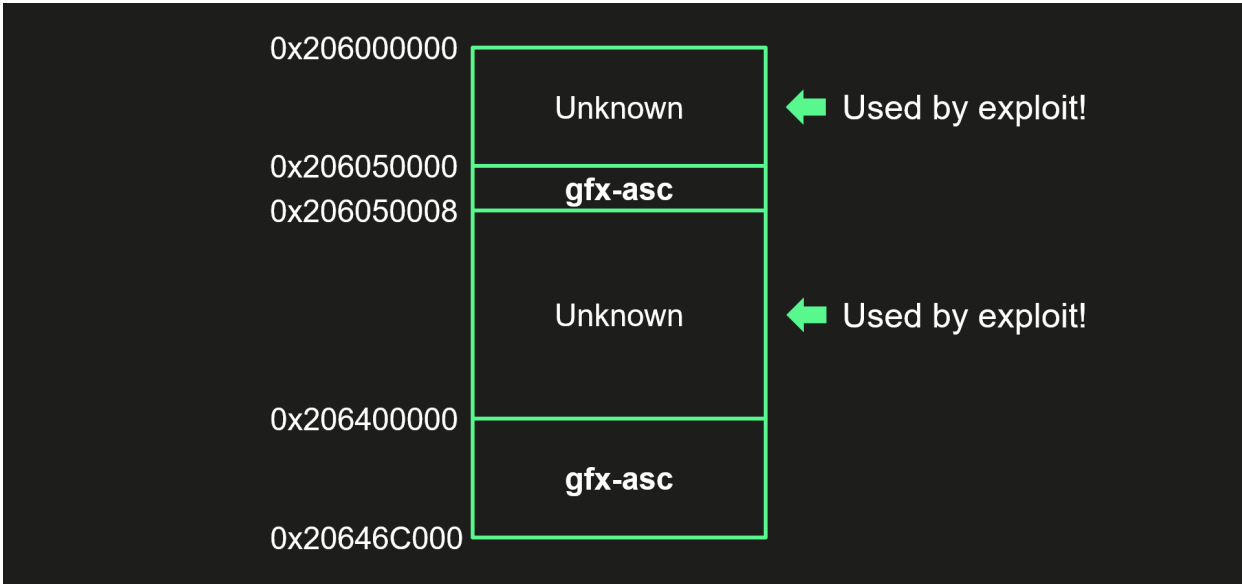 0x206000000
Unknown
Used by exploit!
0x206050000
gfx-asc
0x206050008
Unknown
Used by exploit!
0x206400000
gfx-asc
0x20646C000